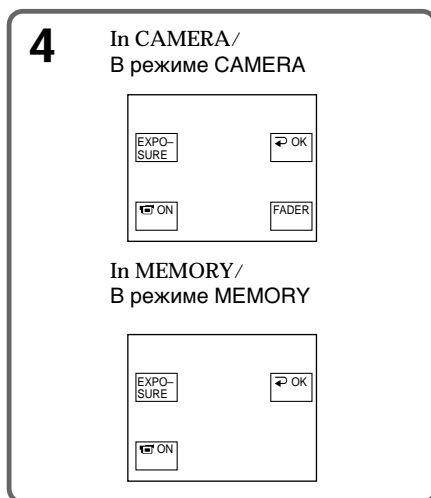 4
In CAMERA/
В режиме CAMERA
EXPO–
SURE
OK
ON
FADER
In MEMORY/
В режиме MEMORY
EXPO–
SURE
OK
ON